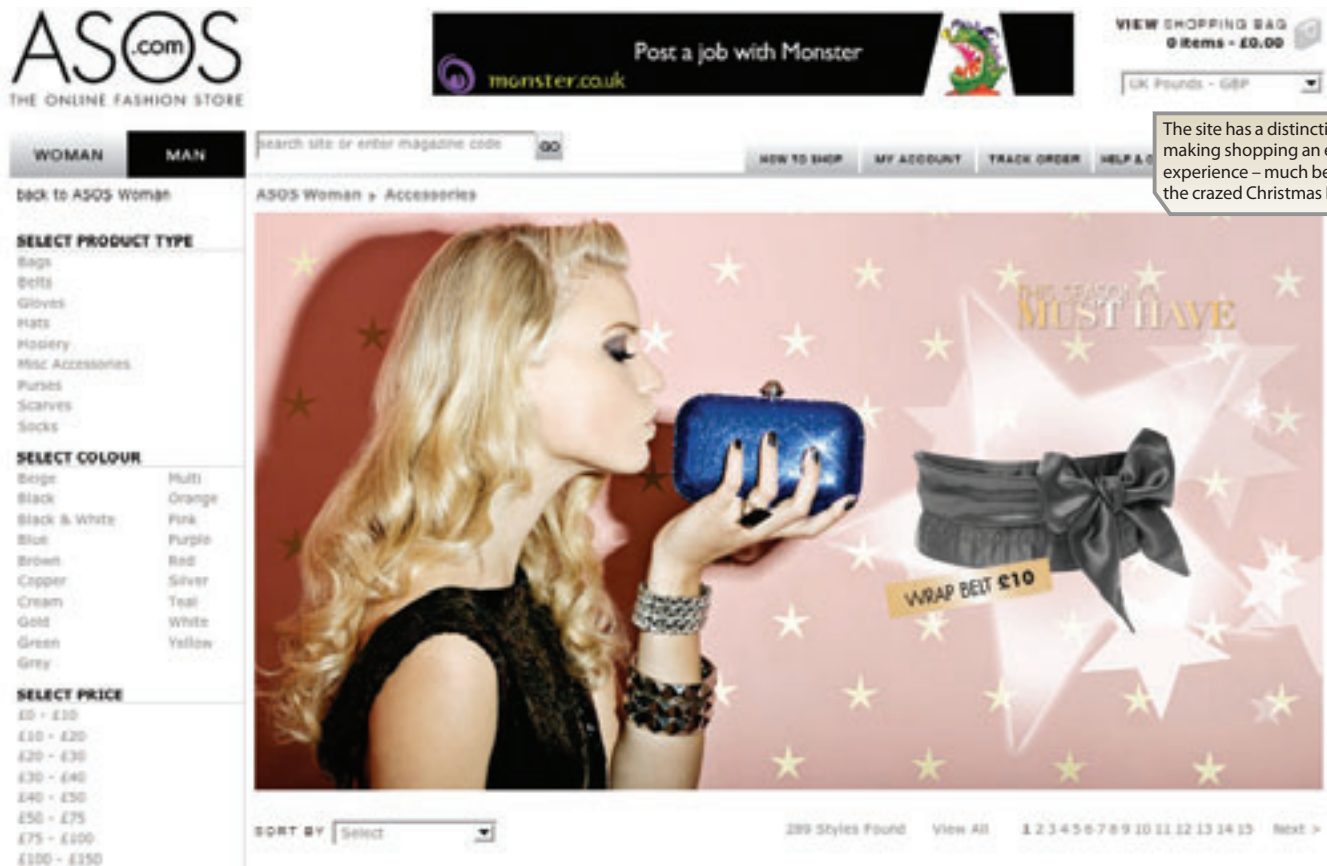 ASOS
.com
THE ONLINE FASHION STORE
Post a job with Monster
monster.co.uk
VIEW SHOPPING BAG
0 items - £0.00
UK Pounds - GBP
WOMAN
MAN
search site or enter magazine code
GO
HOW TO SHOP
MY ACCOUNT
TRACK ORDER
HELP &
The site has a distincti
making shopping an e
experience – much be
the crazed Christmas
back to ASOS Woman
ASOS Woman › Accessories
SELECT PRODUCT TYPE
Bags
Belts
Gloves
Hats
Hosiery
Misc Accessories
Purses
Scarves
Socks
SELECT COLOUR
Beige
Black
Black & White
Blue
Brown
Copper
Cream
Gold
Green
Grey
Multi
Orange
Pink
Purple
Red
Silver
Teal
White
Yellow
SELECT PRICE
£0 - £10
£10 - £20
£20 - £30
£30 - £40
£40 - £50
£50 - £75
£75 - £100
£100 - £150
THIS SEASON'S
MUST HAVE
WRAP BELT £10
SORT BY Select
289 Styles Found View All 1 2 3 4 5 6 7 8 9 10 11 12 13 14 15 Next >